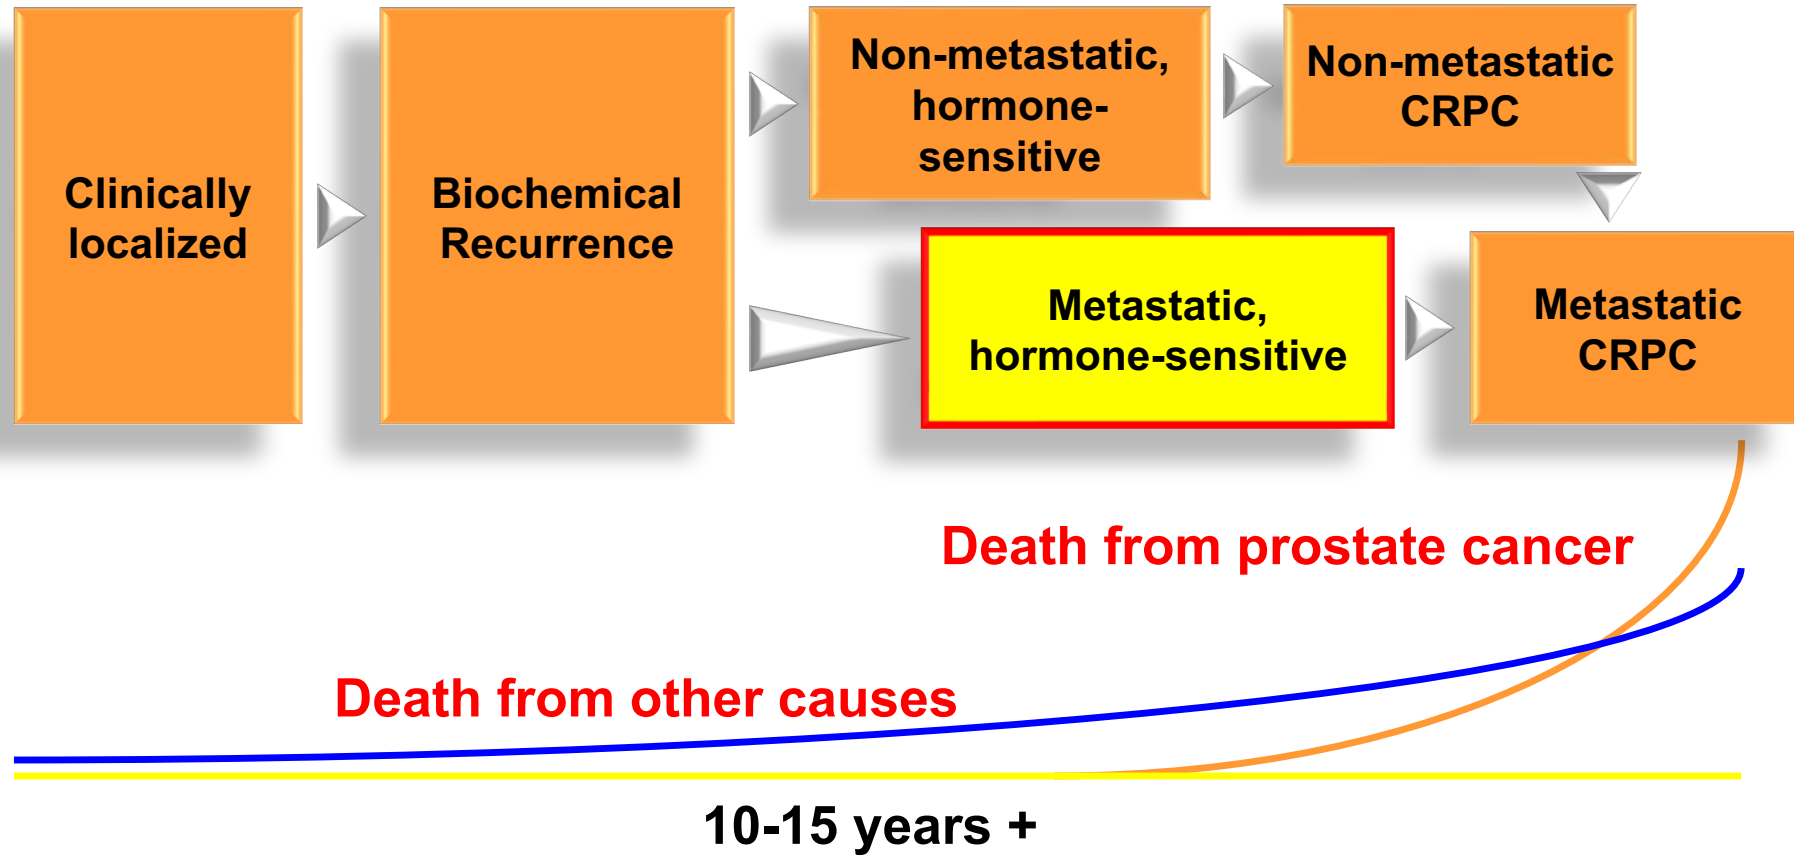 Clinically
localized
Biochemical
Recurrence
Non-metastatic,
hormone-
sensitive
Non-metastatic
CRPC
Metastatic,
hormone-sensitive
Metastatic
CRPC
Death from prostate cancer
Death from other causes
10-15 years +